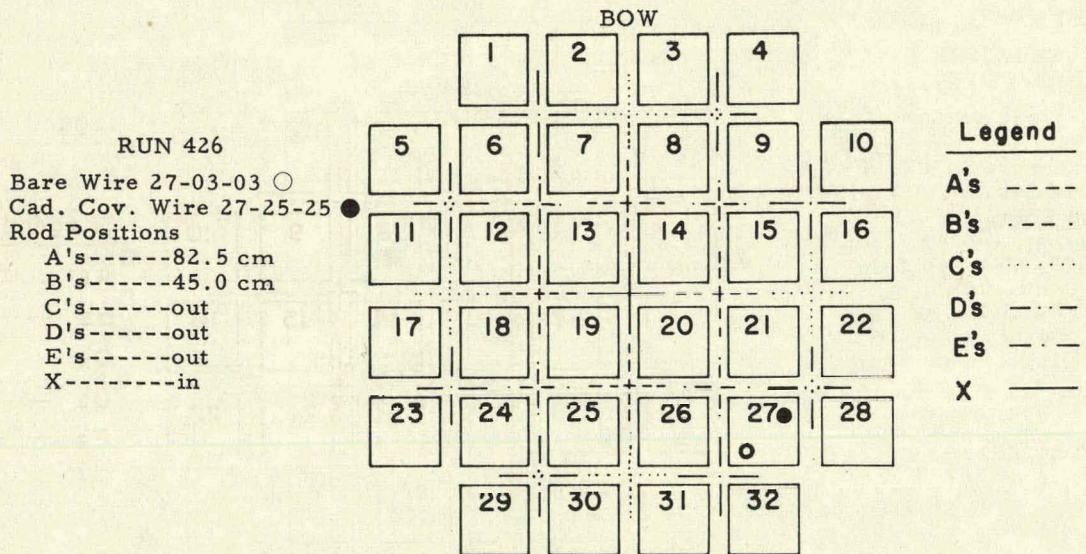 BOW
RUN 426
Bare Wire 27-03-03 ○
Cad. Cov. Wire 27-25-25 ●
Rod Positions
A's------82.5 cm
B's------45.0 cm
C's------out
D's------out
E's------out
X--------in
1 2 3 4
5 6 7 8 9 10
11 12 13 14 15 16
17 18 19 20 21 22
23 24 25 26 27 28
29 30 31 32
Legend
A's
B's
C's
D's
E's
X